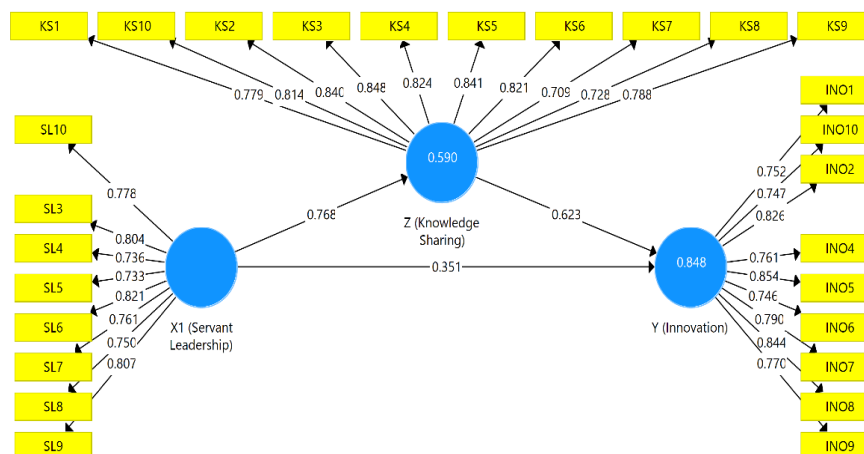 KS1 KS10 KS2 KS3 KS4 KS5 KS6 KS7 KS8 KS9
0.779 0.814 0.840 0.848 0.824 0.841 0.821 0.709 0.728 0.788
INO1
INO10
INO2
INO4
INO5
INO6
INO7
INO8
INO9
0.752
0.747
0.826
0.761
0.854
0.746
0.790
0.844
0.770
SL10
SL3
SL4
SL5
SL6
SL7
SL8
SL9
0.778
0.804
0.736
0.733
0.821
0.761
0.750
0.807
0.590
Z (Knowledge
Sharing)
0.768
0.623
0.351
X1 (Servant
Leadership)
0.848
Y (Innovation)